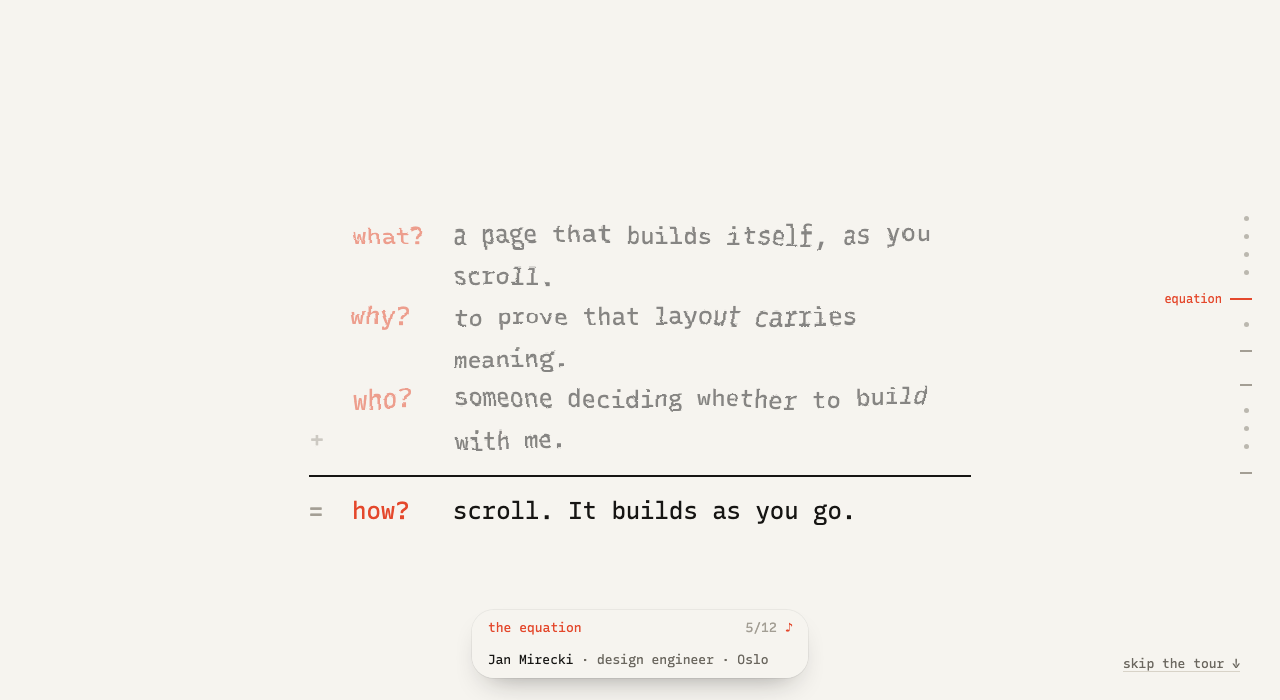 what? a page that builds itself, as you
scroll.
why? to prove that layout carries
meaning.
who? someone deciding whether to build
+ with me.
= how? scroll. It builds as you go.
equation
the equation 5/12 ♪
Jan Mirecki · design engineer · Oslo
skip the tour ↓